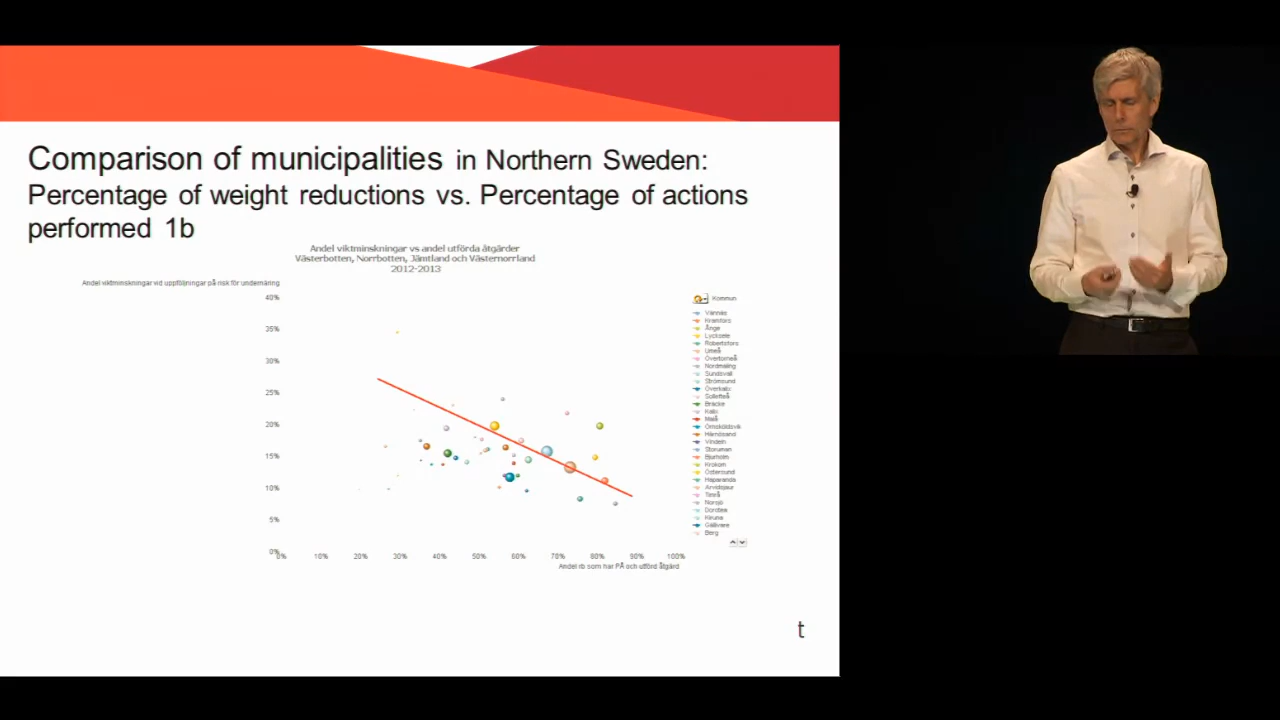 Comparison of municipalities in Northern Sweden:
Percentage of weight reductions vs. Percentage of actions
performed 1b
Andel viktminskningar vs andel utförda åtgärder
Västerbotten, Norrbotten, Jämtland och Västernorrland
2012-2013
Andel viktminskningar vid uppföljningar på risk för undernäring
40%
35%
30%
25%
20%
15%
10%
5%
0%
0% 10% 20% 30% 40% 50% 60% 70% 80% 90% 100%
Andel rb som har PÅ och utförd åtgärd
Kommun
Vännäs
Kramfors
Ånge
Lycksele
Robertsfors
Umeå
Övertorneå
Nordmaling
Sundsvall
Strömsund
Överkalix
Sollefteå
Bräcke
Kalix
Malå
Örnsköldsvik
Härnösand
Vindeln
Storuman
Bjurholm
Krokom
Östersund
Haparanda
Arvidsjaur
Timrå
Norsjö
Dorotea
Kiruna
Gällivare
Berg
t